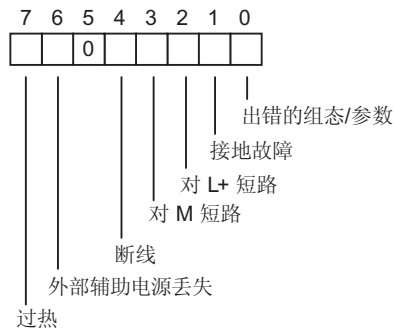 7 6 5 4 3 2 1 0
0
出错的组态/参数
接地故障
对 L+ 短路
对 M 短路
断线
外部辅助电源丢失
过热